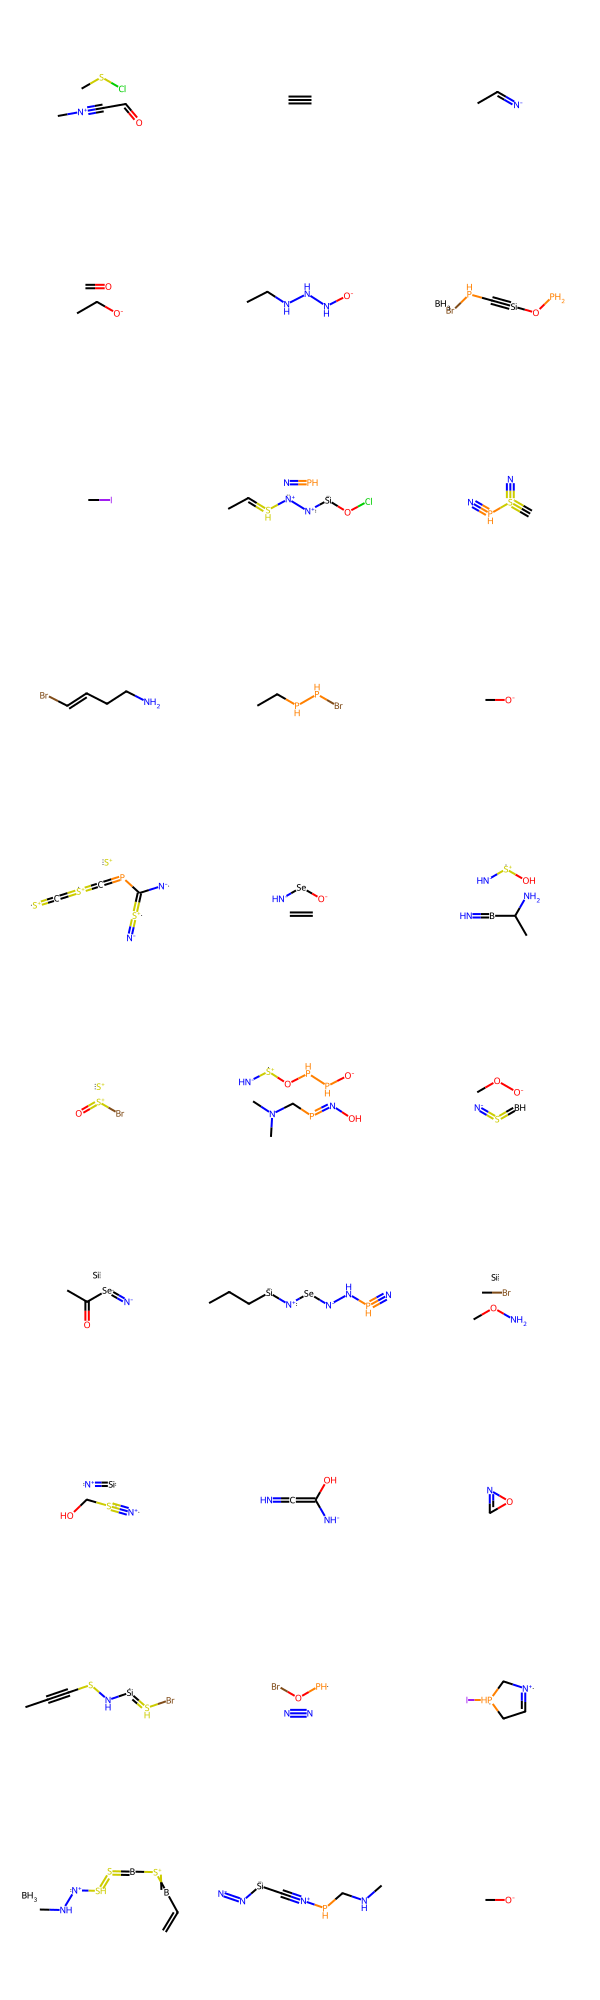 S Cl
N⁺ O
N⁻
O
O⁻
H
N O⁻
N N
H H
H
P PH₂
BH₃ Br Si O
I
N PH
N⁺ Si Cl
S N⁺ O
H
N
N S
P
H
Br NH₂
H
P
P Br
H
O⁻
S⁺
C P N⁻
S⁺ C S⁺ S⁺
N⁻
Se
HN O⁻
S⁺
HN OH
NH₂
HN B
S⁺
S⁺
O Br
H
HN S⁺ P O⁻
O P
H
N P N OH
O O⁻
N⁻ S BH
Si
Se N⁻
O
H
Si Se N N
N⁺ N P
H
Si
Br
O NH₂
N⁺ Si
HO S N⁺
OH
HN C
NH⁻
N O
S Si Br
N S
H H
Br O PH
N N
I HP N⁺
S B S⁺
BH₃ N⁺ SH B
NH
N N Si N⁺ P N
H H
O⁻